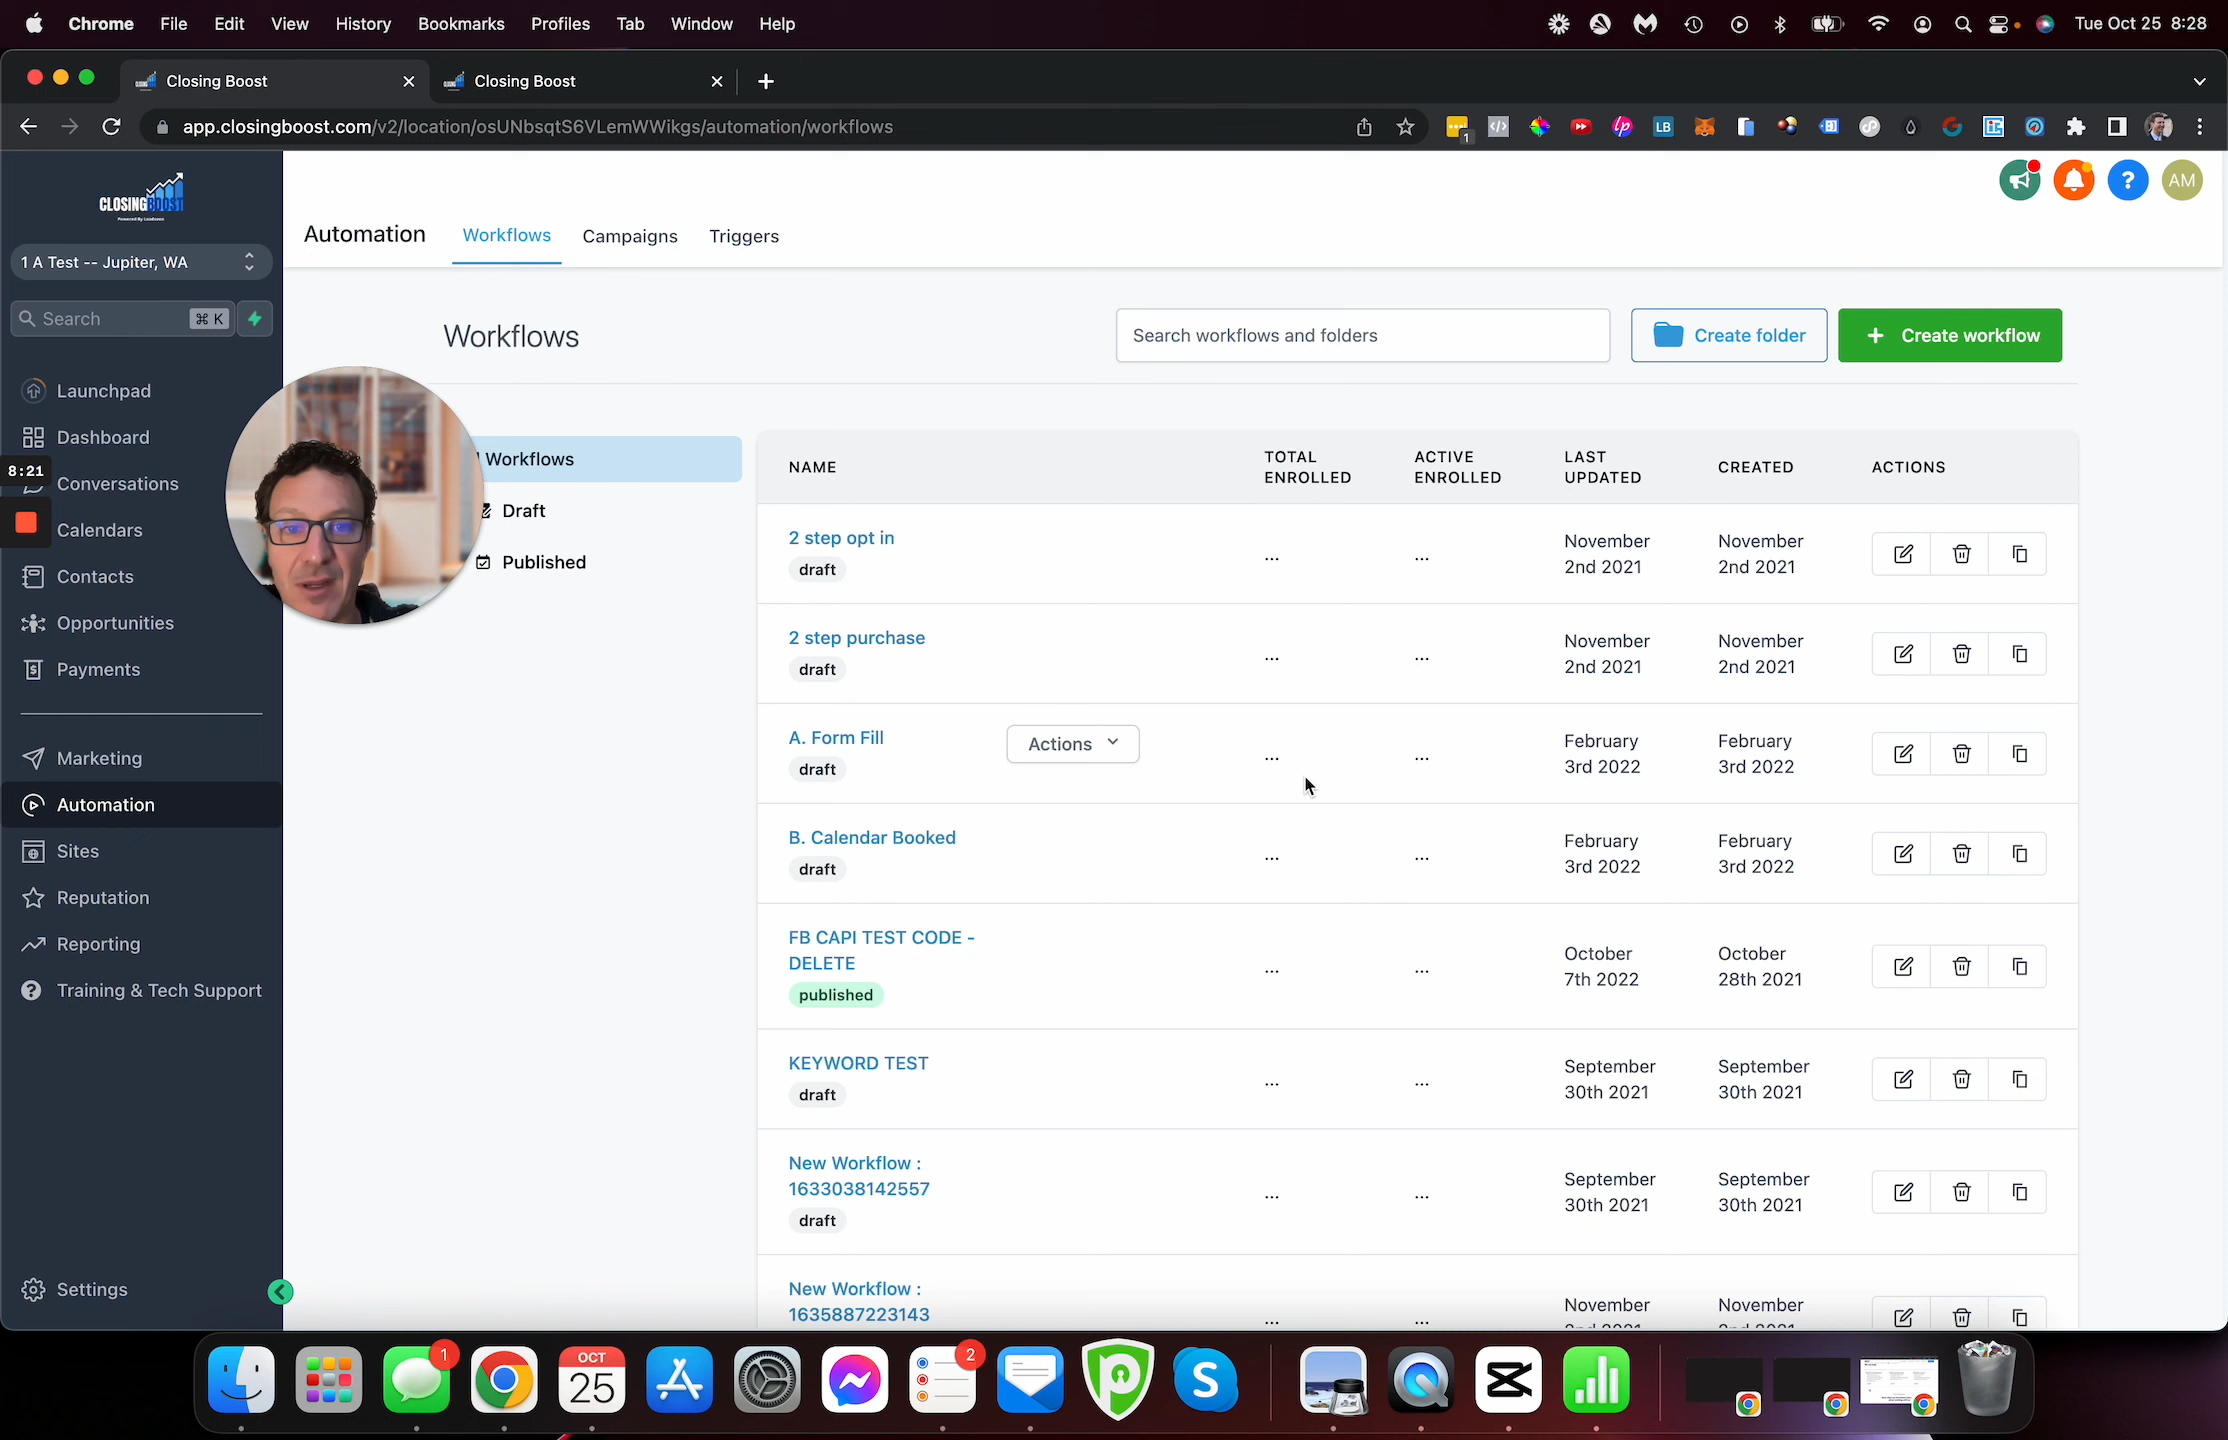 Chrome File Edit View History Bookmarks Profiles Tab Window Help Tue Oct 25 8:28
Closing Boost
Closing Boost
app.closingboost.com/v2/location/osUNbsqtS6VLemWWikgs/automation/workflows
1
LB
CLOSINGBOOST
1 A Test -- Jupiter, WA
Search ⌘ K
Launchpad
Dashboard
8:21
Conversations
Calendars
Contacts
Opportunities
Payments
Marketing
Automation
Sites
Reputation
Reporting
Training & Tech Support
Settings
AM
Automation Workflows Campaigns Triggers
Workflows
Search workflows and folders
Create folder
+ Create workflow
Workflows
Draft
Published
NAME
TOTAL
ENROLLED
ACTIVE
ENROLLED
LAST
UPDATED
CREATED
ACTIONS
2 step opt in
draft
...
...
November
2nd 2021
November
2nd 2021
2 step purchase
draft
...
...
November
2nd 2021
November
2nd 2021
A. Form Fill
draft
Actions
...
...
February
3rd 2022
February
3rd 2022
B. Calendar Booked
draft
...
...
February
3rd 2022
February
3rd 2022
FB CAPI TEST CODE -
DELETE
published
...
...
October
7th 2022
October
28th 2021
KEYWORD TEST
draft
...
...
September
30th 2021
September
30th 2021
New Workflow :
1633038142557
draft
...
...
September
30th 2021
September
30th 2021
New Workflow :
1635887223143
...
...
November
November
1
OCT
25
2